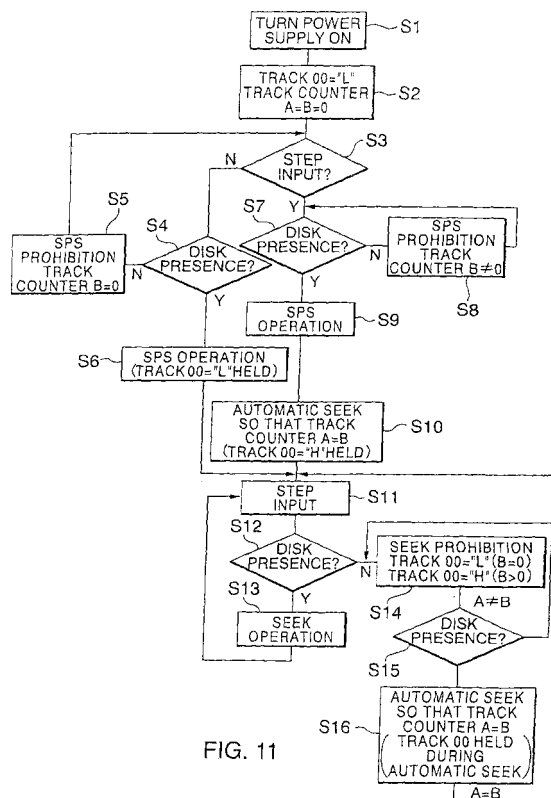 TURN POWER
SUPPLY ON
S1
TRACK 00="L"
TRACK COUNTER
A=B=0
S2
S3
STEP
INPUT?
N
Y
S5
SPS
PROHIBITION
TRACK
COUNTER B=0
S4
DISK
PRESENCE?
N
Y
S7
DISK
PRESENCE?
N
Y
SPS
PROHIBITION
TRACK
COUNTER B≠0
S8
SPS
OPERATION
S9
S6
SPS OPERATION
(TRACK 00="L"HELD)
AUTOMATIC SEEK
SO THAT TRACK
COUNTER A=B
(TRACK 00="H"HELD)
S10
STEP
INPUT
S11
S12
DISK
PRESENCE?
N
Y
S13
SEEK
OPERATION
SEEK PROHIBITION
TRACK 00="L"(B=0)
TRACK 00="H"(B>0)
S14
A≠B
DISK
PRESENCE?
S15
S16
AUTOMATIC SEEK
SO THAT TRACK
COUNTER A=B
(TRACK 00 HELD
DURING
AUTOMATIC SEEK)
A=B
FIG. 11